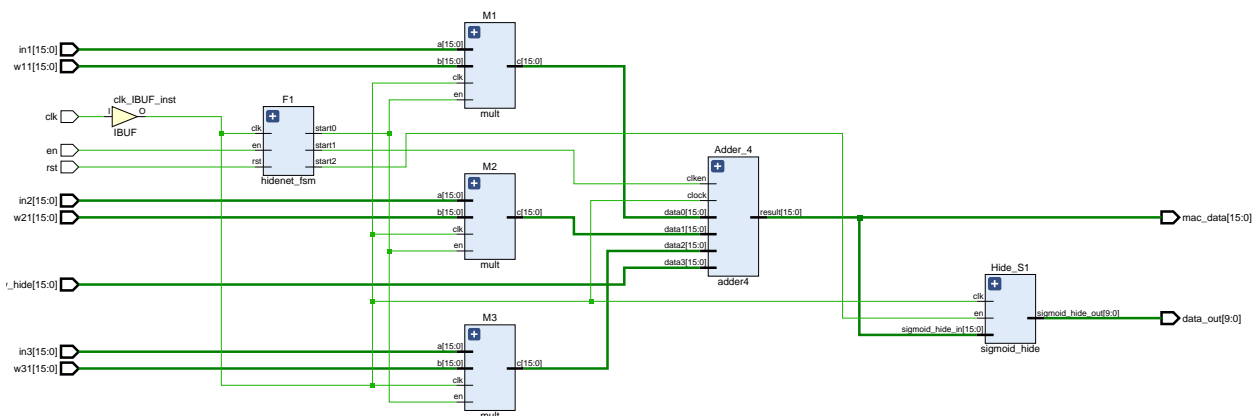 M1
in1[15:0]
w11[15:0]
a[15:0]
b[15:0]
clk
en
c[15:0]
mult
clk_IBUF_inst
clk
I
O
IBUF
F1
clk
en
rst
start0
start1
start2
hidenet_fsm
en
rst
M2
in2[15:0]
w21[15:0]
a[15:0]
b[15:0]
clk
en
c[15:0]
mult
Adder_4
clken
clock
data0[15:0]
data1[15:0]
data2[15:0]
data3[15:0]
result[15:0]
adder4
mac_data[15:0]
_hide[15:0]
Hide_S1
clk
en
sigmoid_hide_in[15:0]
sigmoid_hide_out[9:0]
sigmoid_hide
data_out[9:0]
M3
in3[15:0]
w31[15:0]
a[15:0]
b[15:0]
clk
en
c[15:0]
mult